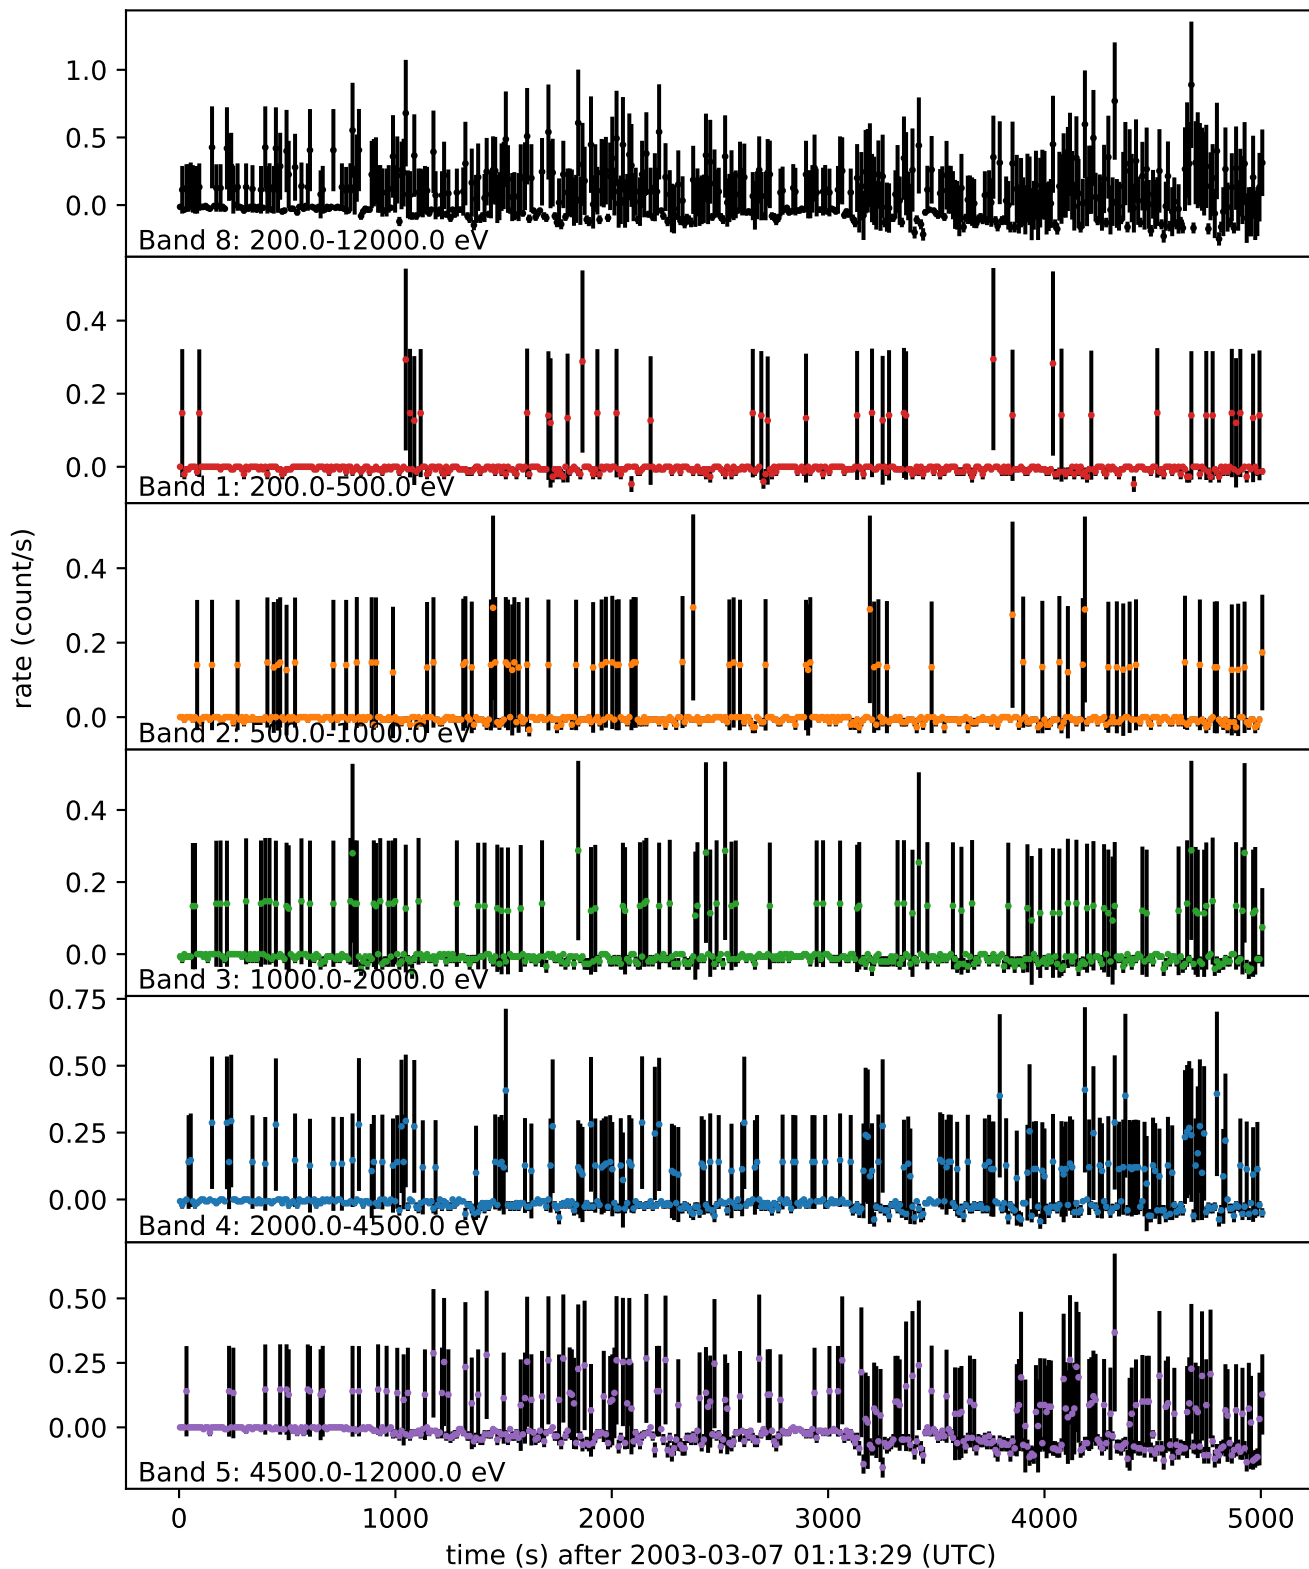 1.0
0.5
0.0
Band 8: 200.0-12000.0 eV
0.4
0.2
0.0
Band 1: 200.0-500.0 eV
rate (count/s)
0.4
0.2
0.0
Band 2: 500.0-1000.0 eV
0.4
0.2
0.0
Band 3: 1000.0-2000.0 eV
0.75
0.50
0.25
0.00
Band 4: 2000.0-4500.0 eV
0.50
0.25
0.00
Band 5: 4500.0-12000.0 eV
0 1000 2000 3000 4000 5000
time (s) after 2003-03-07 01:13:29 (UTC)